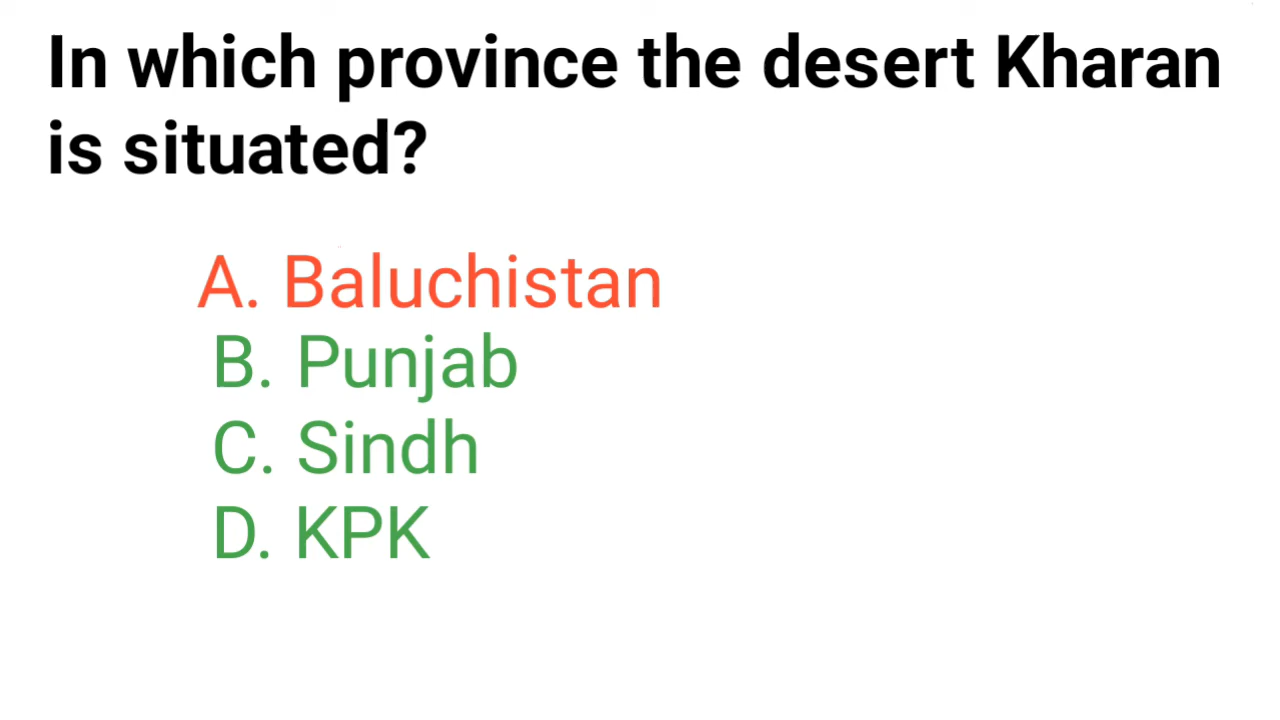 In which province the desert Kharan
is situated?
A. Baluchistan
B. Punjab
C. Sindh
D. KPK